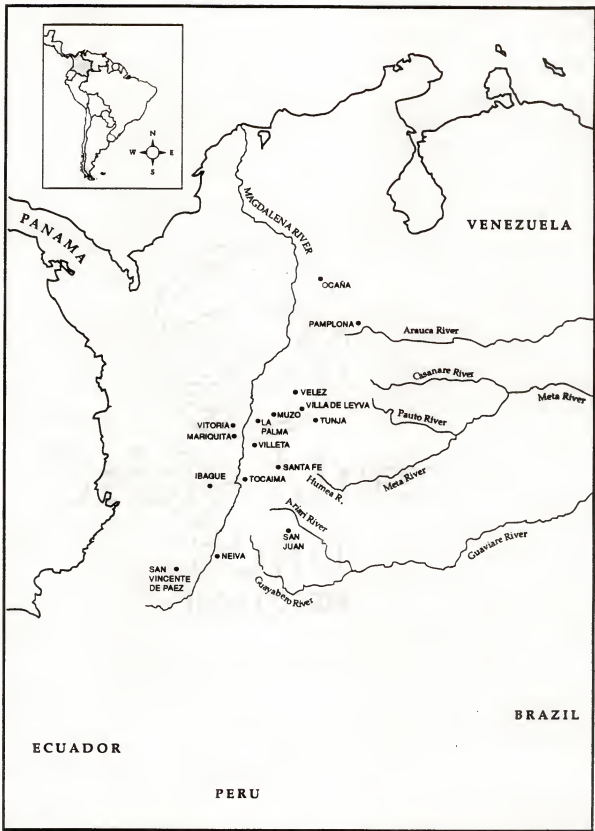 N
W E
S
PANAMA
MAGDALENA RIVER
VENEZUELA
OCAÑA
PAMPLONA
Arauca River
Casanare River
VELEZ
Meta River
VILLA DE LEYVA
MUZO
Pauto River
VITORIA
LA
PALMA
TUNJA
MARIQUITA
VILLETA
SANTA FE
IBAGUE
TOCAIMA
Humea R.
Meta River
Ariari River
SAN
JUAN
Guaviare River
NEIVA
SAN
VINCENTE
DE PAEZ
Guayabero River
BRAZIL
ECUADOR
PERU